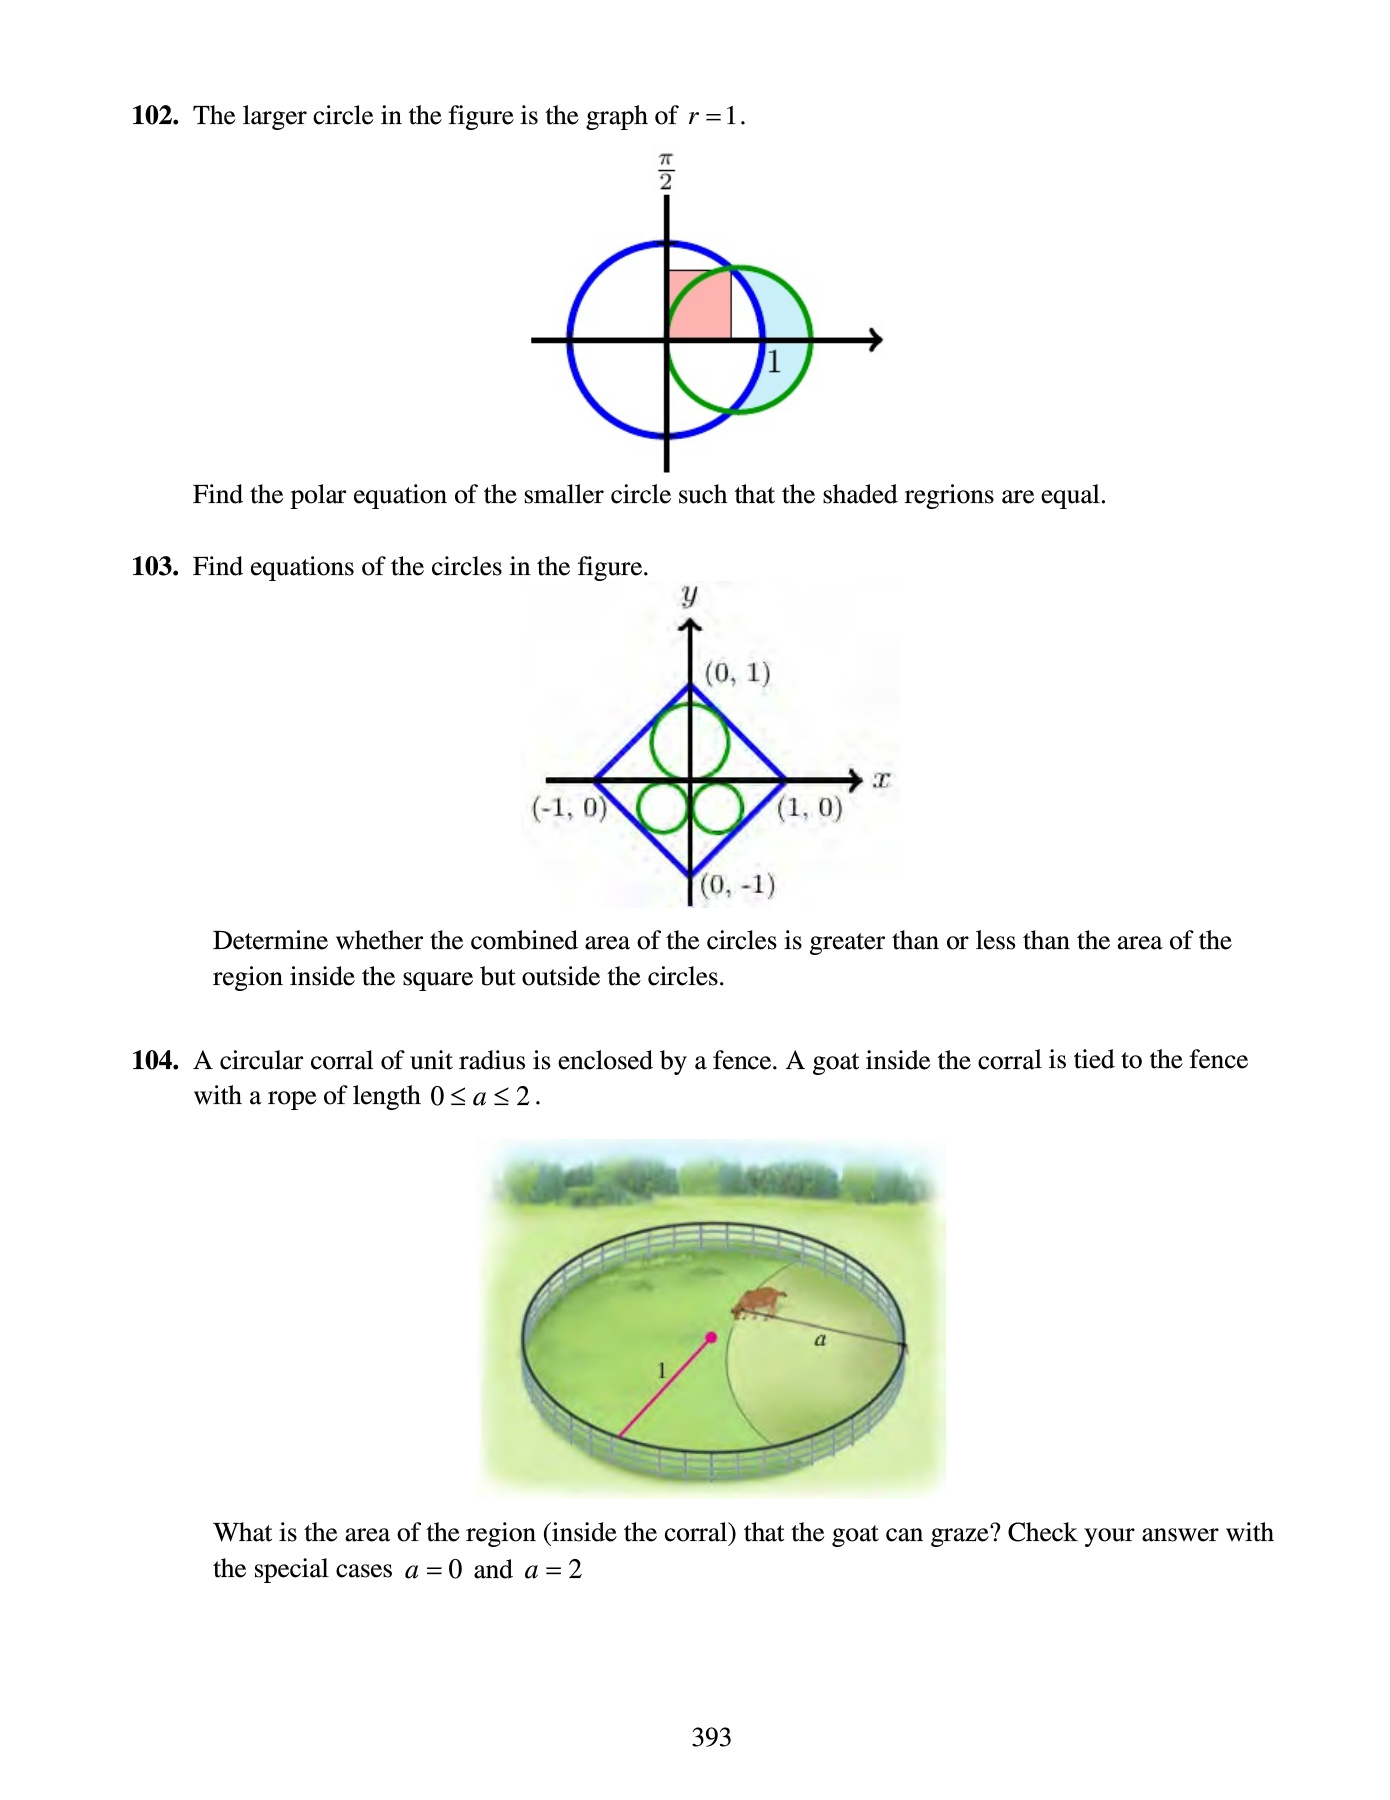 102. The larger circle in the figure is the graph of r = 1.
π/2
1
Find the polar equation of the smaller circle such that the shaded regrions are equal.
103. Find equations of the circles in the figure.
y
(0, 1)
x
(-1, 0) (1, 0)
(0, -1)
Determine whether the combined area of the circles is greater than or less than the area of the
region inside the square but outside the circles.
104. A circular corral of unit radius is enclosed by a fence. A goat inside the corral is tied to the fence
with a rope of length 0 ≤ a ≤ 2.
a
1
What is the area of the region (inside the corral) that the goat can graze? Check your answer with
the special cases a = 0 and a = 2
393